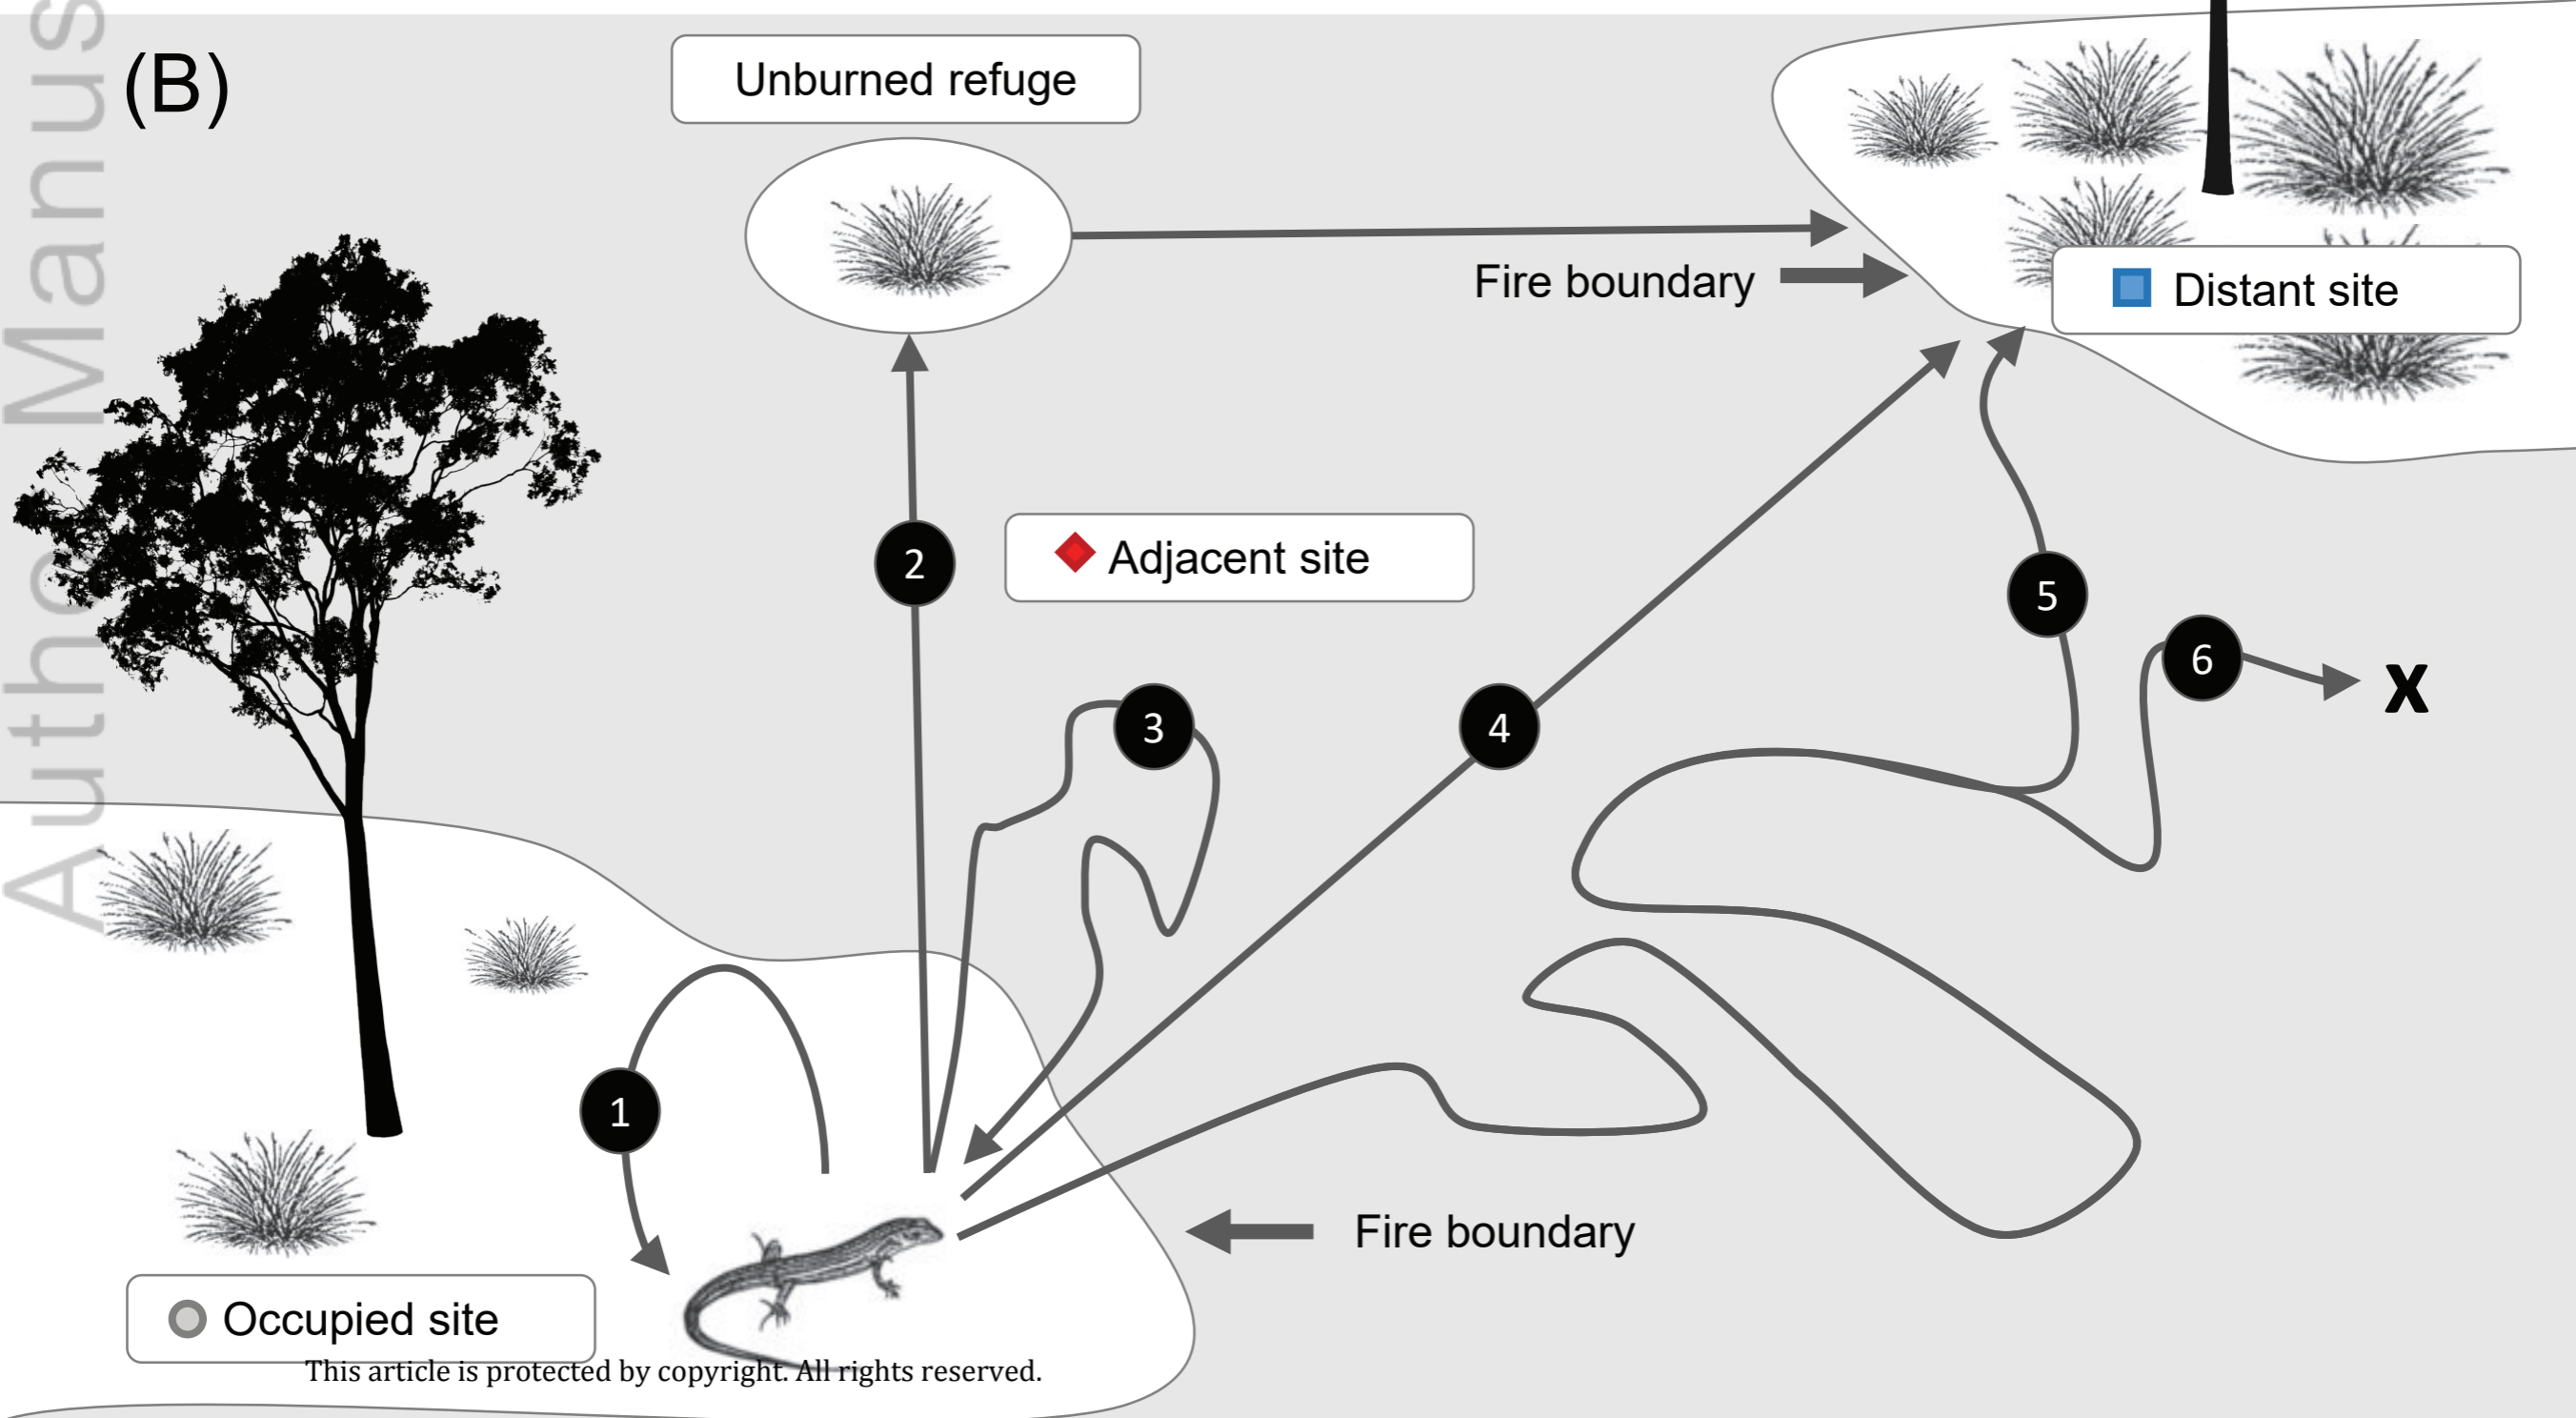 Autho Manus
(B)
Unburned refuge
Fire boundary
Distant site
2
Adjacent site
5
6
X
3
4
1
Fire boundary
Occupied site
This article is protected by copyright. All rights reserved.